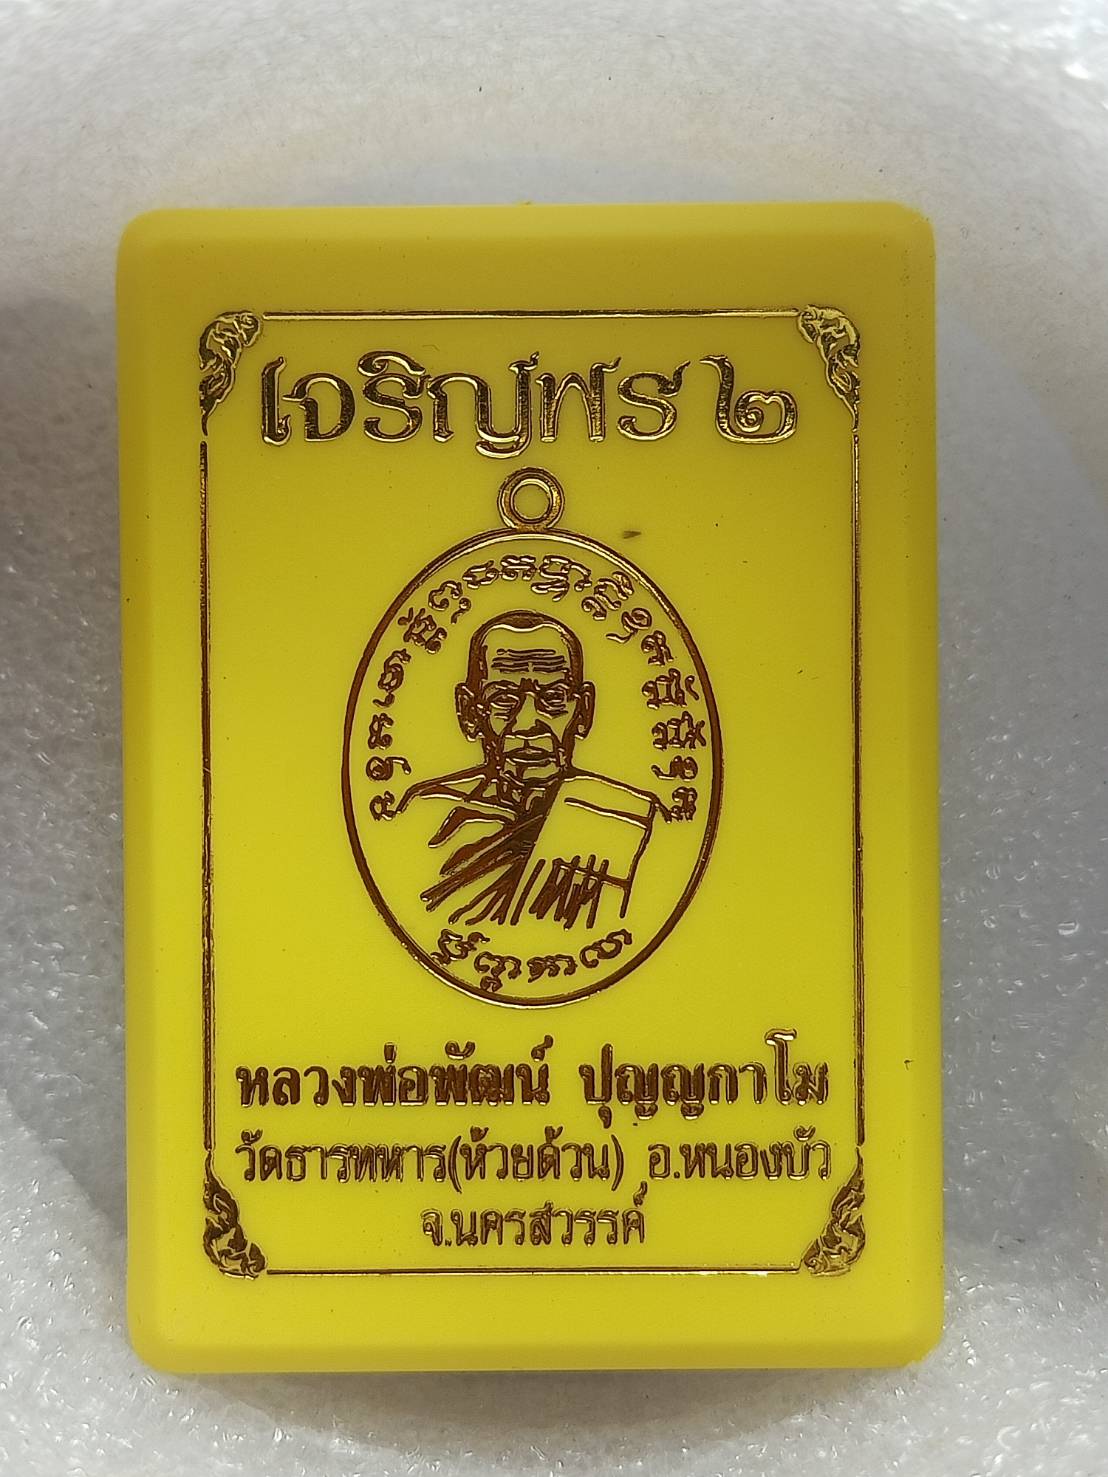 เจริญพร ๒
หลวงพ่อพัฒน์ ปุญญกาโม
วัดธารทหาร(ห้วยด้วน) อ.หนองบัว
จ.นครสวรรค์